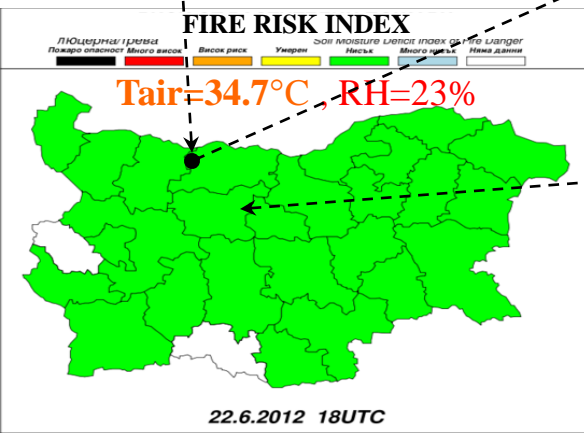 FIRE RISK INDEX
Люцерна/трева Soil Moisture Deficit Index of Fire Danger
Пожаро опасност Много висок Висок риск Умерен Нисък Много нисък Няма данни
Tair=34.7°C , RH=23%
22.6.2012 18UTC